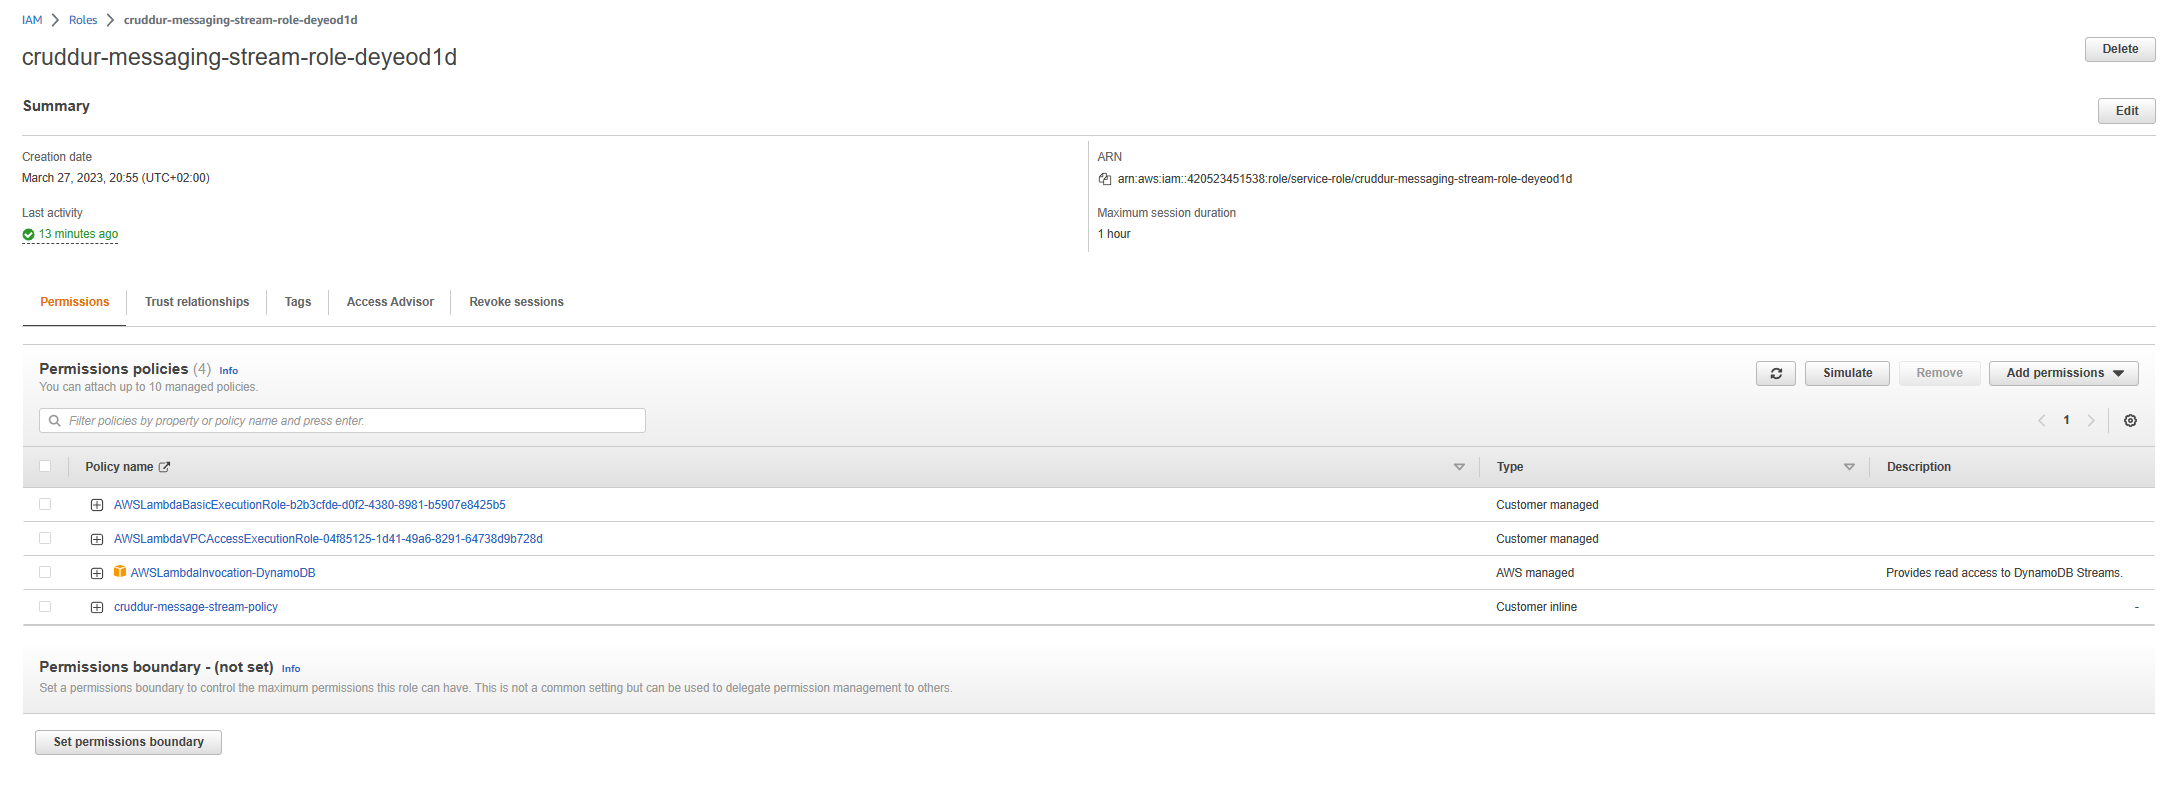 IAM > Roles > cruddur-messaging-stream-role-deyeod1d
cruddur-messaging-stream-role-deyeod1d
Delete
Summary
Edit
Creation date
March 27, 2023, 20:55 (UTC+02:00)
ARN
arn:aws:iam::420523451538:role/service-role/cruddur-messaging-stream-role-deyeod1d
Last activity
13 minutes ago
Maximum session duration
1 hour
Permissions
Trust relationships
Tags
Access Advisor
Revoke sessions
Permissions policies (4) Info
You can attach up to 10 managed policies.
Simulate
Remove
Add permissions
Filter policies by property or policy name and press enter.
1
Policy name
Type
Description
AWSLambdaBasicExecutionRole-b2b3cfde-d0f2-4380-8981-b5907e8425b5
Customer managed
AWSLambdaVPCAccessExecutionRole-04f85125-1d41-49a6-8291-64738d9b728d
Customer managed
AWSLambdaInvocation-DynamoDB
AWS managed
Provides read access to DynamoDB Streams.
cruddur-message-stream-policy
Customer inline
-
Permissions boundary - (not set) Info
Set a permissions boundary to control the maximum permissions this role can have. This is not a common setting but can be used to delegate permission management to others.
Set permissions boundary